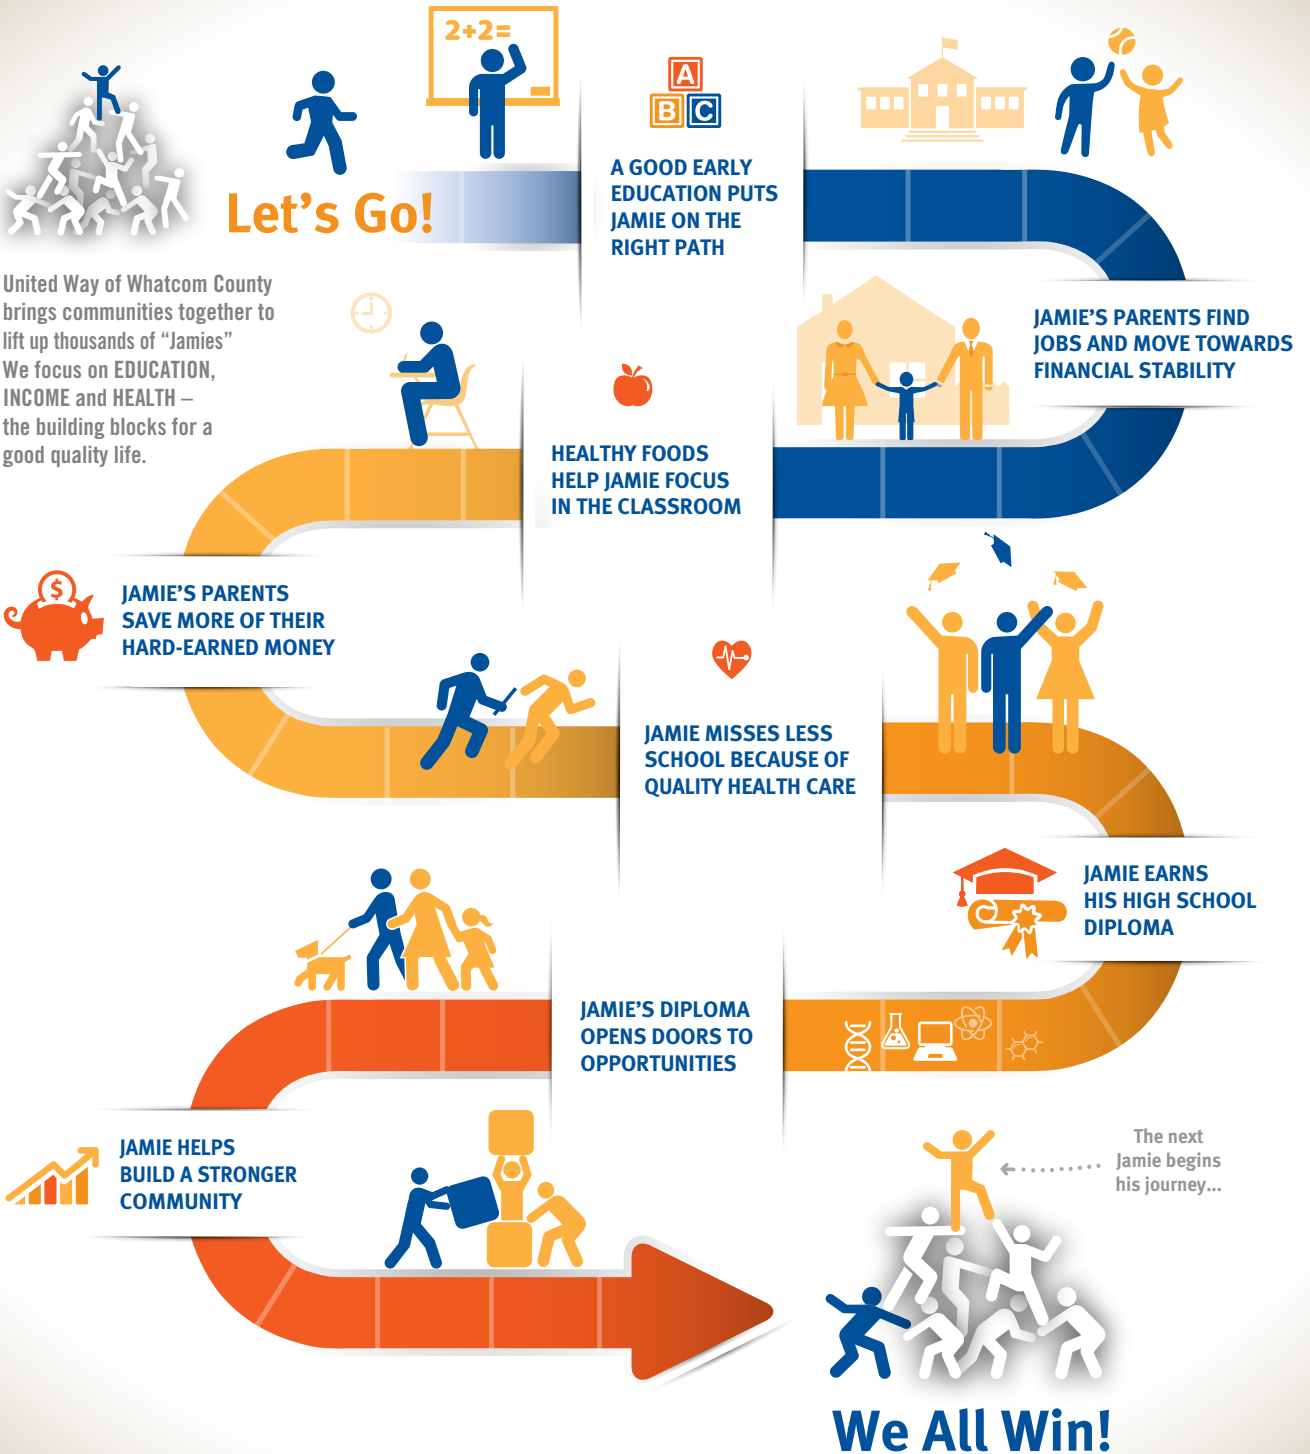 2+2=
A
B C
Let's Go!
A GOOD EARLY
EDUCATION PUTS
JAMIE ON THE
RIGHT PATH
United Way of Whatcom County
brings communities together to
lift up thousands of “Jamies”
We focus on EDUCATION,
INCOME and HEALTH –
the building blocks for a
good quality life.
JAMIE’S PARENTS FIND
JOBS AND MOVE TOWARDS
FINANCIAL STABILITY
HEALTHY FOODS
HELP JAMIE FOCUS
IN THE CLASSROOM
$
JAMIE’S PARENTS
SAVE MORE OF THEIR
HARD-EARNED MONEY
JAMIE MISSES LESS
SCHOOL BECAUSE OF
QUALITY HEALTH CARE
JAMIE EARNS
HIS HIGH SCHOOL
DIPLOMA
JAMIE’S DIPLOMA
OPENS DOORS TO
OPPORTUNITIES
JAMIE HELPS
BUILD A STRONGER
COMMUNITY
The next
Jamie begins
his journey...
We All Win!